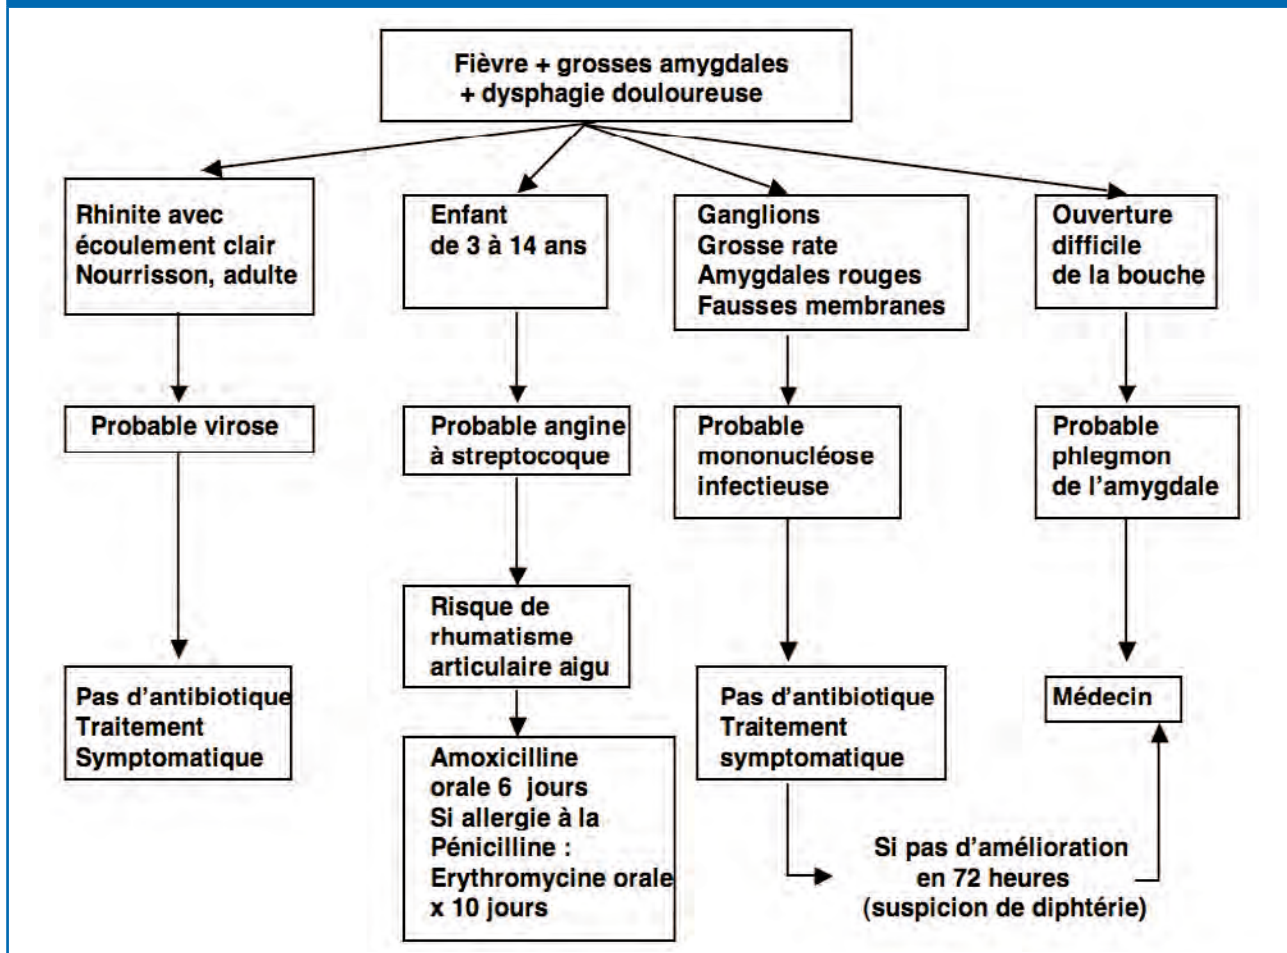 Fièvre + grosses amygdales
+ dysphagie douloureuse
Rhinite avec
écoulement clair
Nourrisson, adulte
Enfant
de 3 à 14 ans
Ganglions
Grosse rate
Amygdales rouges
Fausses membranes
Ouverture
difficile
de la bouche
Probable virose
Probable angine
à streptocoque
Probable
mononucléose
infectieuse
Probable
phlegmon
de l'amygdale
Risque de
rhumatisme
articulaire aigu
Pas d'antibiotique
Traitement
Symptomatique
Amoxicilline
orale 6 jours
Si allergie à la
Pénicilline :
Erythromycine orale
x 10 jours
Pas d'antibiotique
Traitement
symptomatique
Médecin
Si pas d'amélioration
en 72 heures
(suspicion de diphtérie)